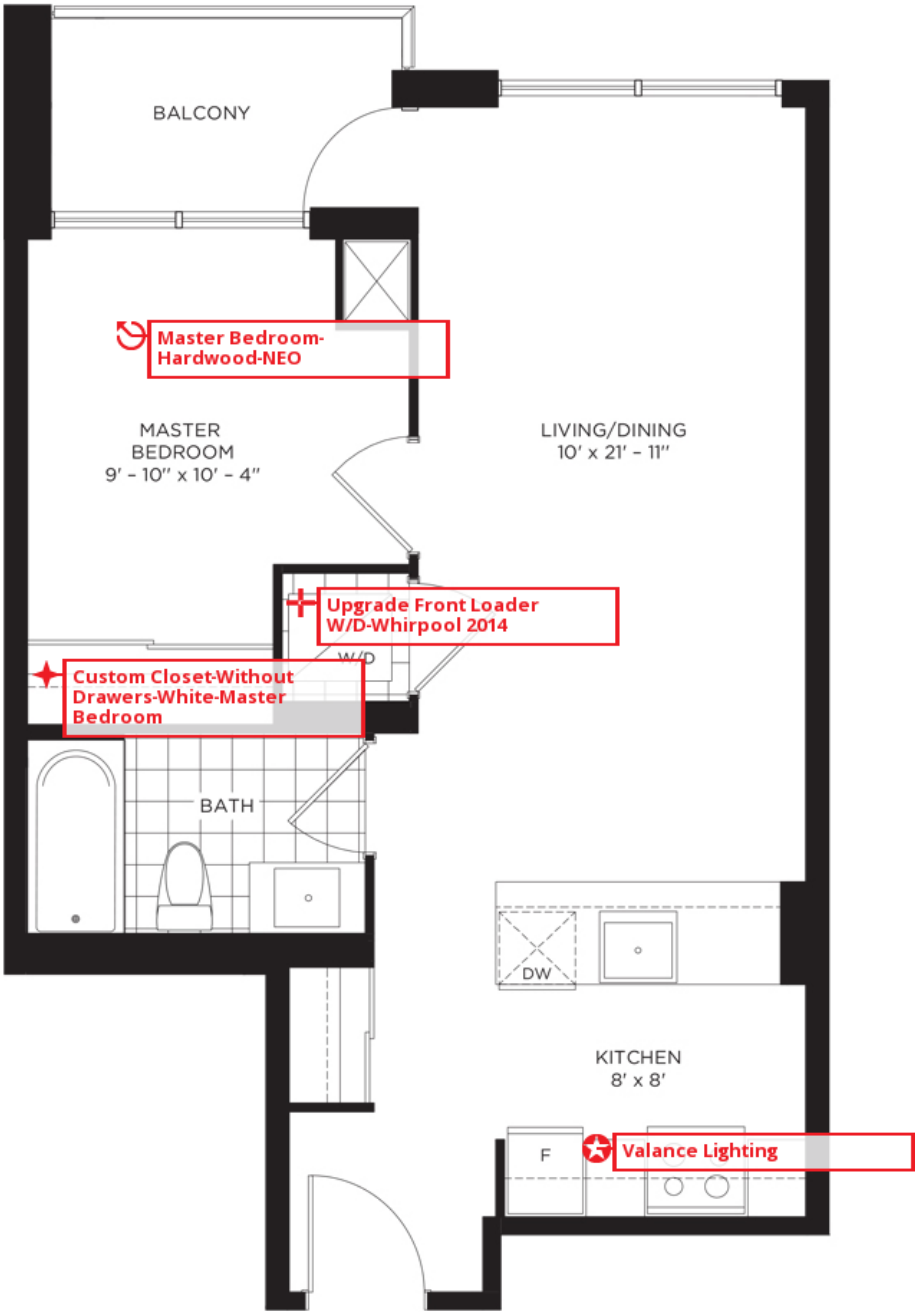 BALCONY
Master Bedroom-
Hardwood-NEO
MASTER
BEDROOM
9' - 10'' x 10' - 4''
LIVING/DINING
10' x 21' - 11''
Upgrade Front Loader
W/D-Whirpool 2014
W/D
Custom Closet-Without
Drawers-White-Master
Bedroom
BATH
DW
KITCHEN
8' x 8'
F
Valance Lighting